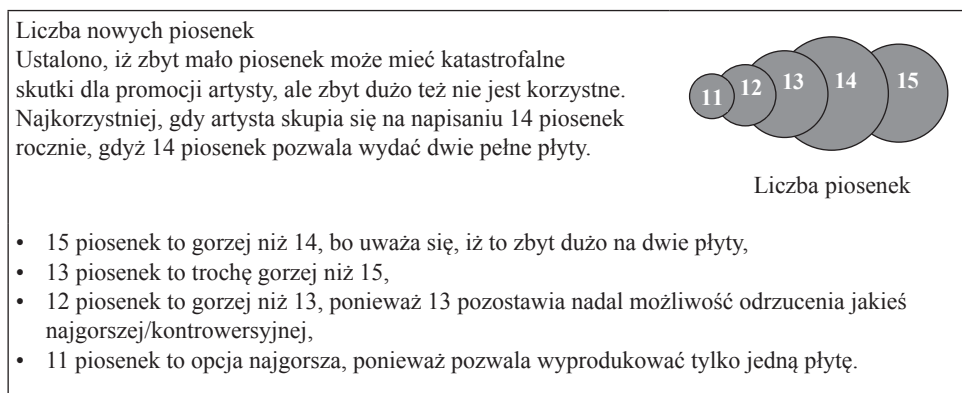 Liczba nowych piosenek
Ustalono, iż zbyt mało piosenek może mieć katastrofalne
skutki dla promocji artysty, ale zbyt dużo też nie jest korzystne.
Najkorzystniej, gdy artysta skupia się na napisaniu 14 piosenek
rocznie, gdyż 14 piosenek pozwala wydać dwie pełne płyty.
11 12 13 14 15
Liczba piosenek
• 15 piosenek to gorzej niż 14, bo uważa się, iż to zbyt dużo na dwie płyty,
• 13 piosenek to trochę gorzej niż 15,
• 12 piosenek to gorzej niż 13, ponieważ 13 pozostawia nadal możliwość odrzucenia jakieś
najgorszej/kontrowersyjnej,
• 11 piosenek to opcja najgorsza, ponieważ pozwala wyprodukować tylko jedną płytę.